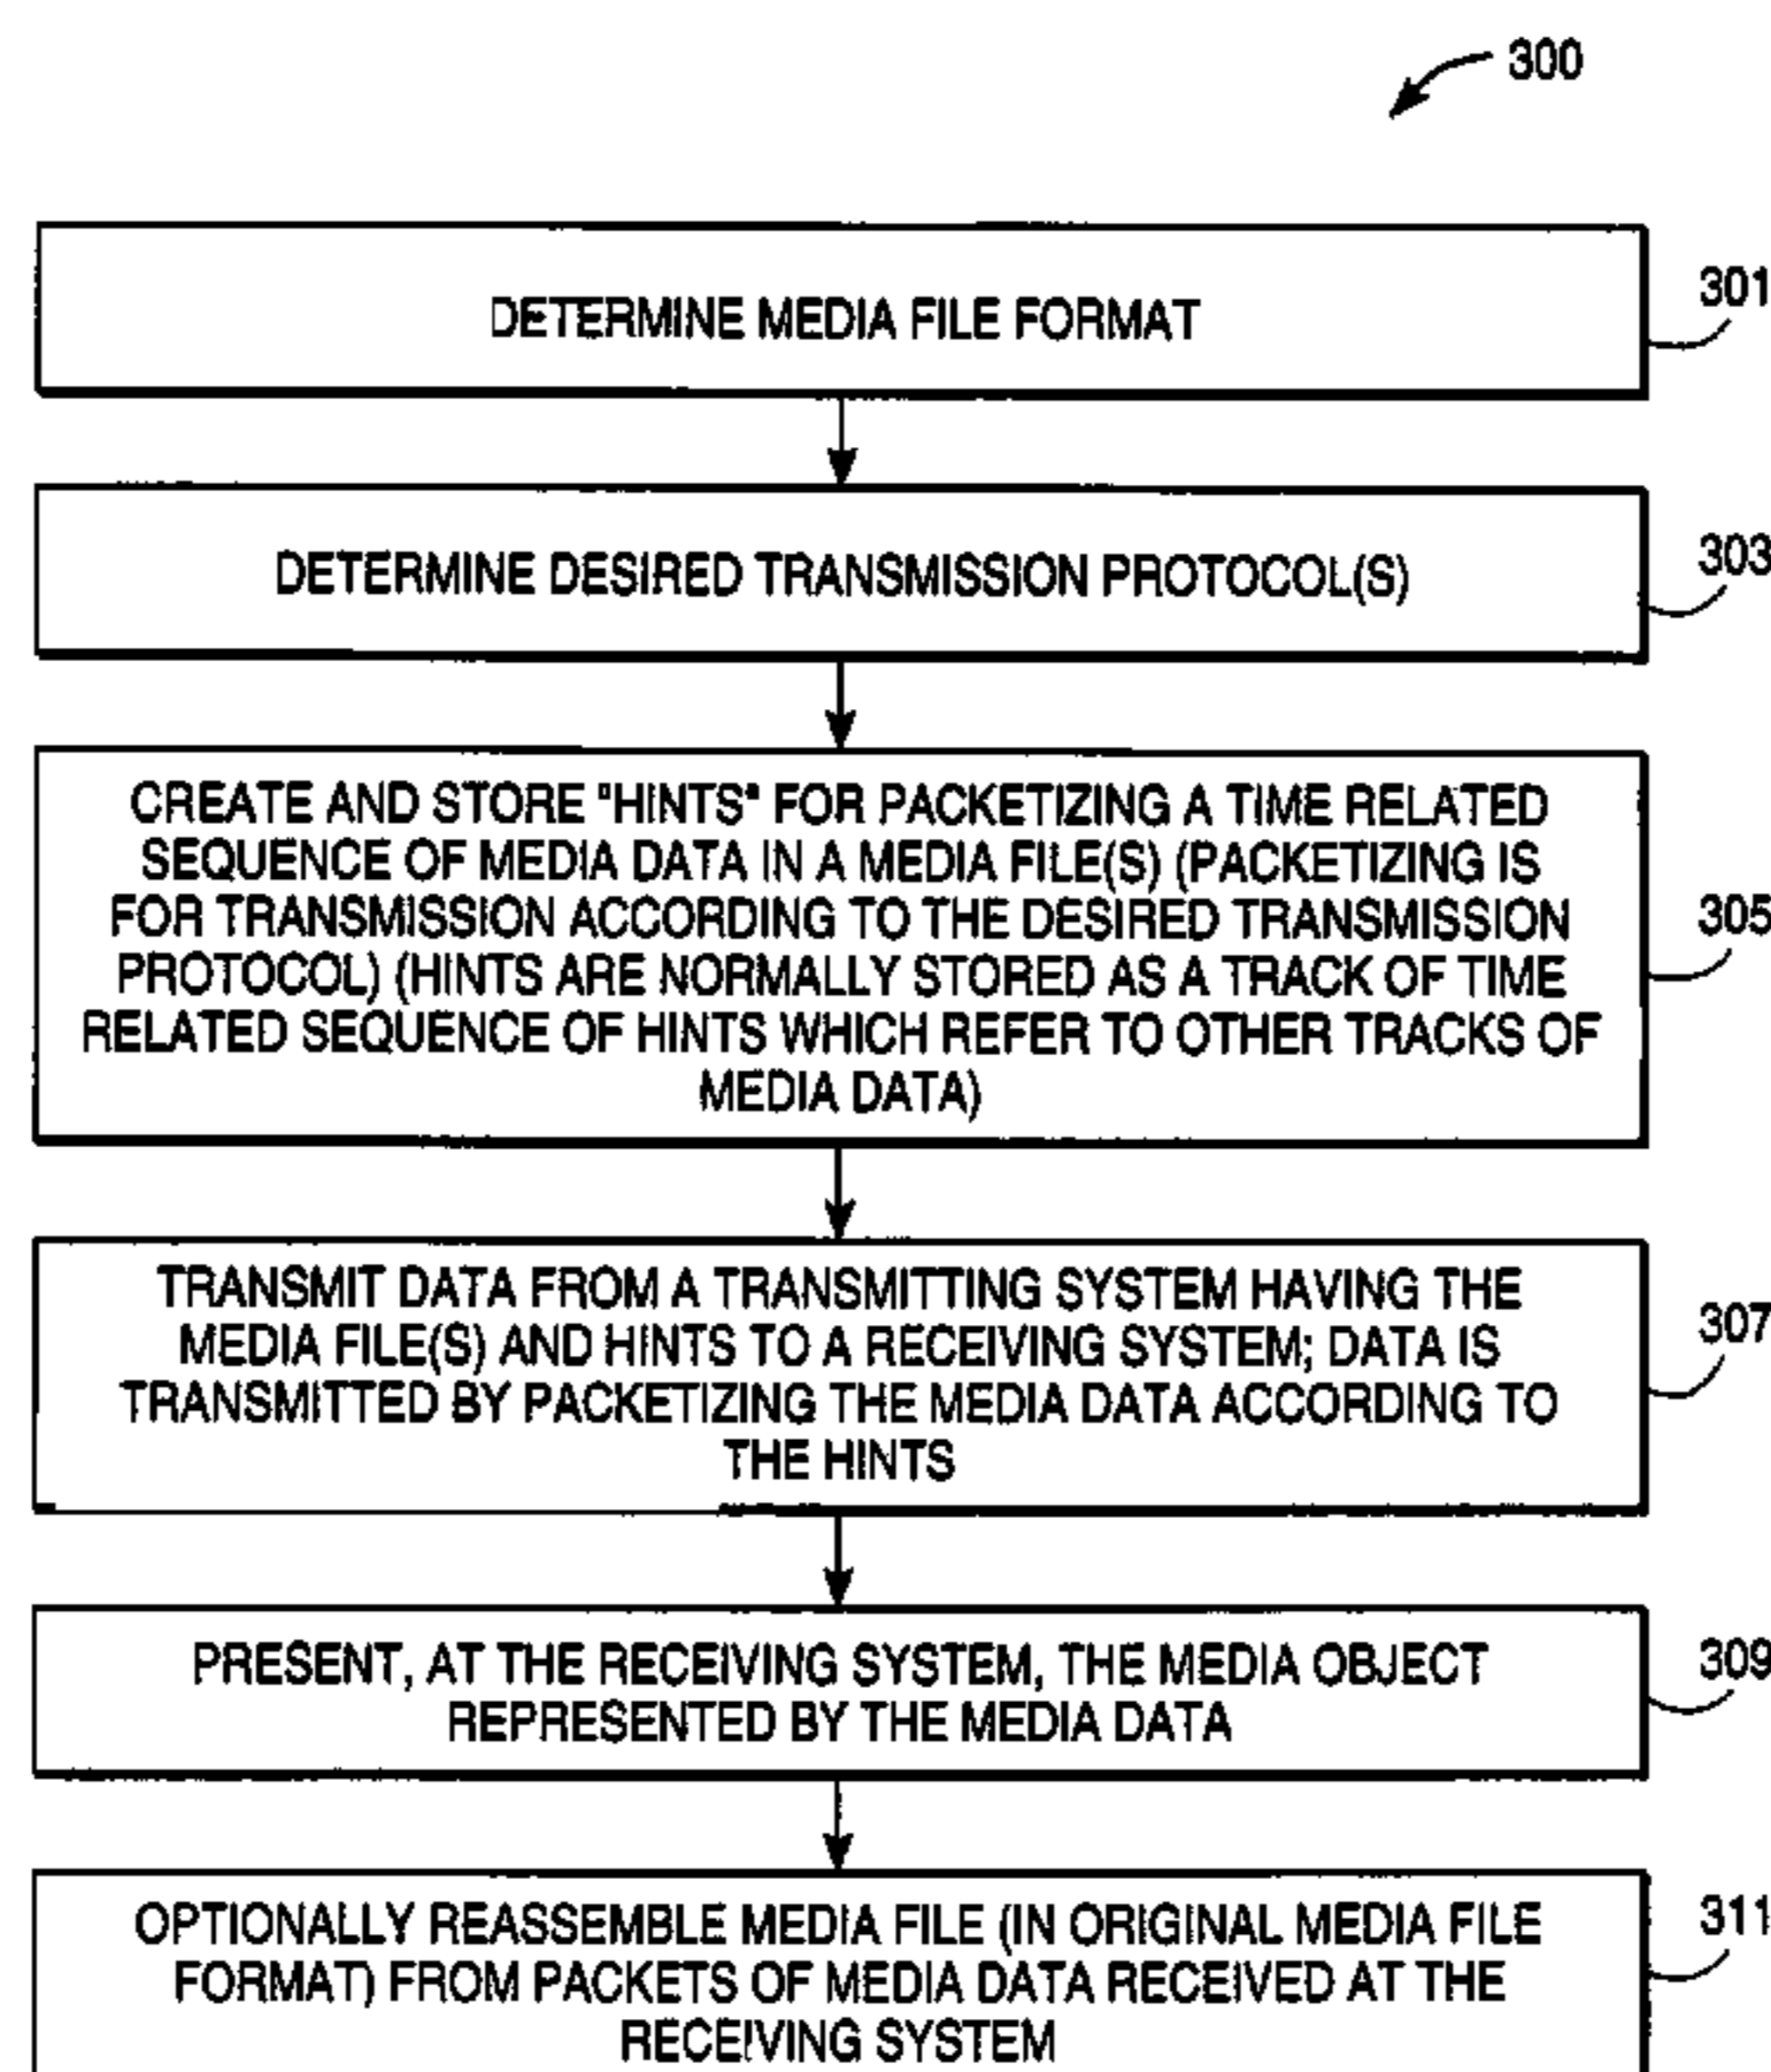 300
DETERMINE MEDIA FILE FORMAT
301
DETERMINE DESIRED TRANSMISSION PROTOCOL(S)
303
CREATE AND STORE "HINTS" FOR PACKETIZING A TIME RELATED
SEQUENCE OF MEDIA DATA IN A MEDIA FILE(S) (PACKETIZING IS
FOR TRANSMISSION ACCORDING TO THE DESIRED TRANSMISSION
PROTOCOL) (HINTS ARE NORMALLY STORED AS A TRACK OF TIME
RELATED SEQUENCE OF HINTS WHICH REFER TO OTHER TRACKS OF
MEDIA DATA)
305
TRANSMIT DATA FROM A TRANSMITTING SYSTEM HAVING THE
MEDIA FILE(S) AND HINTS TO A RECEIVING SYSTEM; DATA IS
TRANSMITTED BY PACKETIZING THE MEDIA DATA ACCORDING TO
THE HINTS
307
PRESENT, AT THE RECEIVING SYSTEM, THE MEDIA OBJECT
REPRESENTED BY THE MEDIA DATA
309
OPTIONALLY REASSEMBLE MEDIA FILE (IN ORIGINAL MEDIA FILE
FORMAT) FROM PACKETS OF MEDIA DATA RECEIVED AT THE
RECEIVING SYSTEM
311